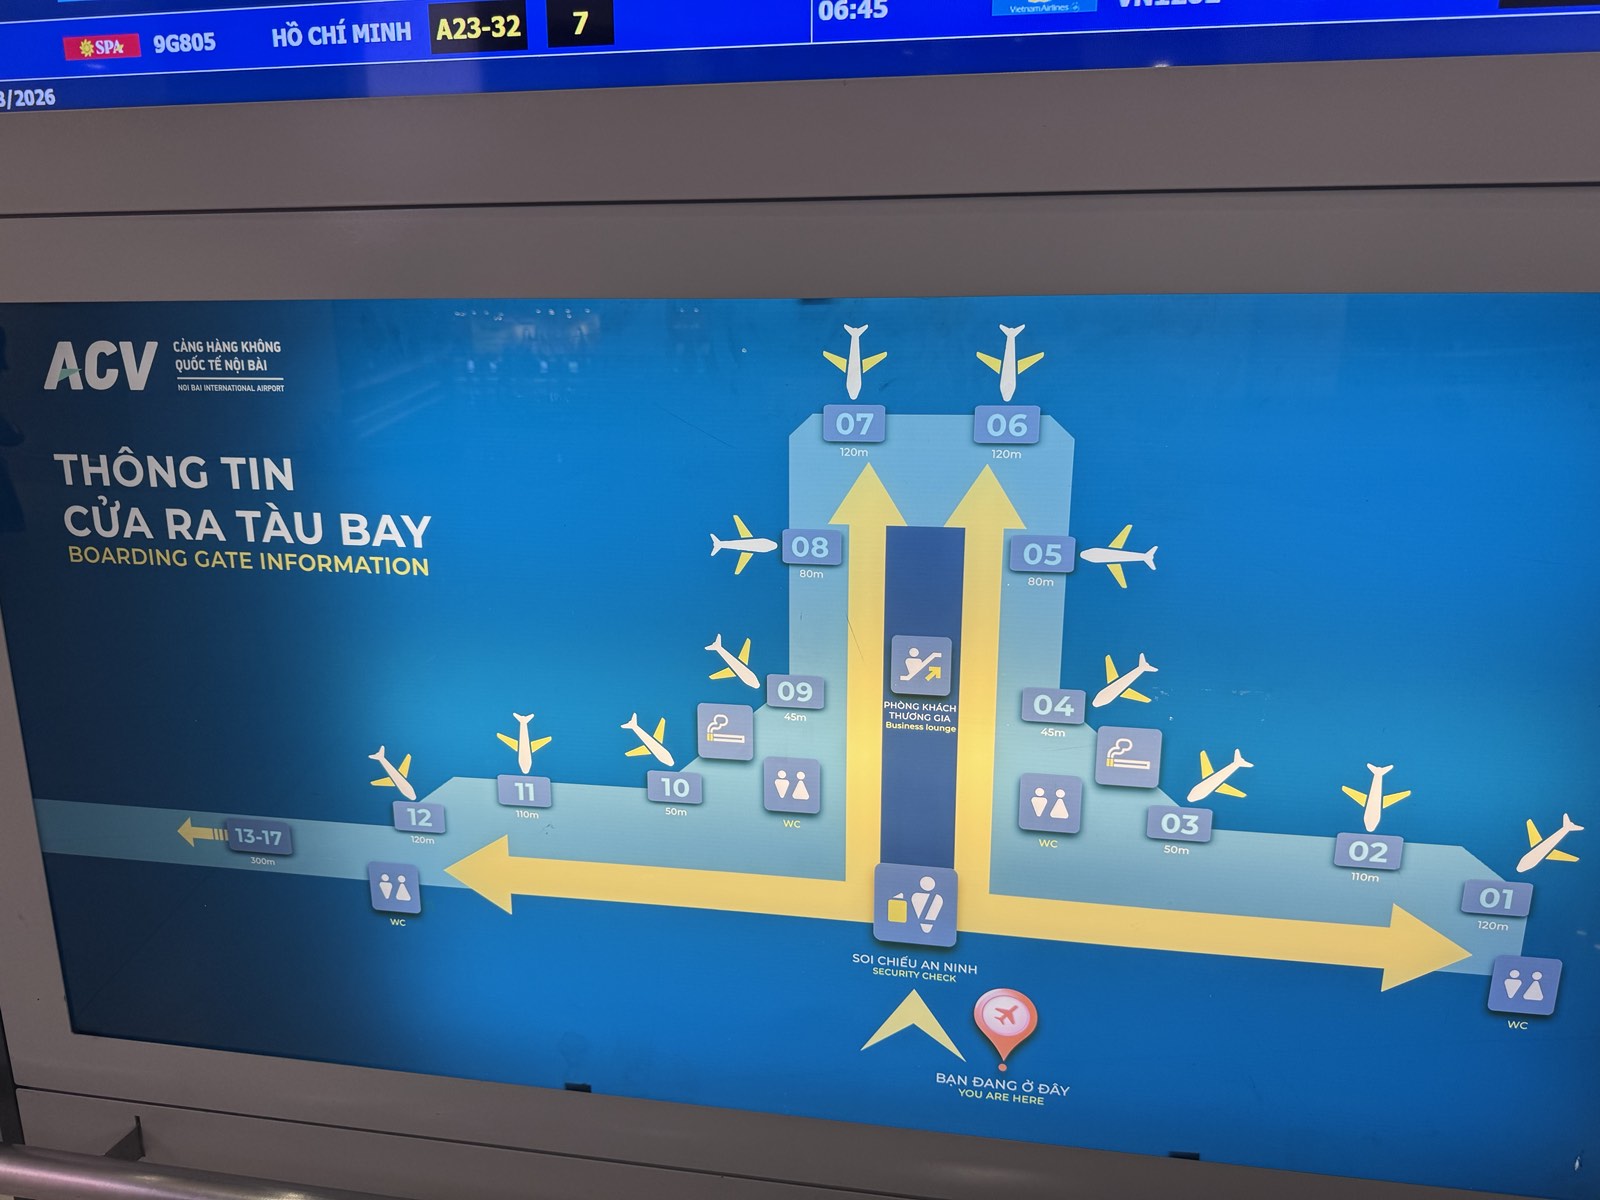 SPA 9G805 HỒ CHÍ MINH A23-32 7
06:45
Vietnam Airlines
/2026
ACV
CẢNG HÀNG KHÔNG
QUỐC TẾ NỘI BÀI
NOI BAI INTERNATIONAL AIRPORT
THÔNG TIN
CỬA RA TÀU BAY
BOARDING GATE INFORMATION
07
120m
06
120m
08
80m
05
80m
09
45m
04
45m
PHÒNG KHÁCH
THƯƠNG GIA
Business lounge
10
50m
11
110m
12
120m
13-17
300m
WC
WC
03
50m
02
110m
01
120m
WC
WC
SOI CHIẾU AN NINH
SECURITY CHECK
BẠN ĐANG Ở ĐÂY
YOU ARE HERE